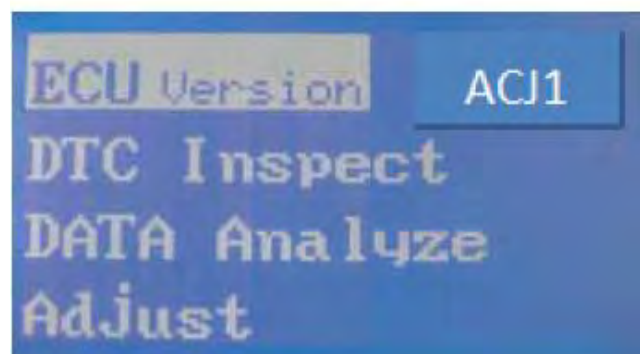 ECU Version
ACJ1
DTC Inspect
DATA Analyze
Adjust